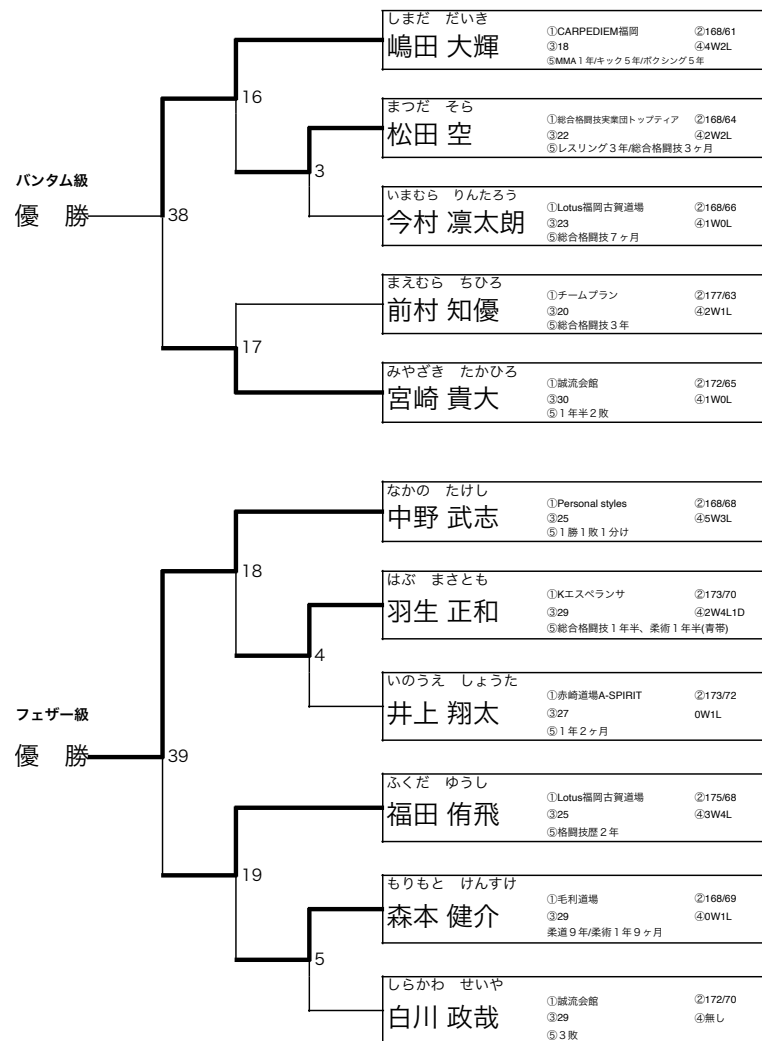 しまだ だいき
嶋田 大輝
①CARPEDIEM福岡 ②168/61
③18 ④4W2L
⑤MMA１年/キック５年/ボクシング５年
16
まつだ そら
松田 空
①総合格闘技実業団トップティア ②168/64
③22 ④2W2L
⑤レスリング３年/総合格闘技３ヶ月
3
バンタム級
優 勝
38
いまむら りんたろう
今村 凛太朗
①Lotus福岡古賀道場 ②168/66
③23 ④1W0L
⑤総合格闘技７ヶ月
まえむら ちひろ
前村 知優
①チームプラン ②177/63
③20 ④2W1L
⑤総合格闘技３年
17
みやざき たかひろ
宮崎 貴大
①誠流会館 ②172/65
③30 ④1W0L
⑤１年半２敗
なかの たけし
中野 武志
①Personal styles ②168/68
③25 ④5W3L
⑤１勝１敗１分け
18
はぶ まさとも
羽生 正和
①Kエスペランサ ②173/70
③29 ④2W4L1D
⑤総合格闘技１年半、柔術１年半(青帯)
4
いのうえ しょうた
井上 翔太
①赤崎道場A-SPIRIT ②173/72
③27 0W1L
⑤１年２ヶ月
フェザー級
優 勝
39
ふくだ ゆうし
福田 侑飛
①Lotus福岡古賀道場 ②175/68
③25 ④3W4L
⑤格闘技歴２年
19
もりもと けんすけ
森本 健介
①毛利道場 ②168/69
③29 ④0W1L
柔道９年/柔術１年９ヶ月
5
しらかわ せいや
白川 政哉
①誠流会館 ②172/70
③29 ④無し
⑤３敗